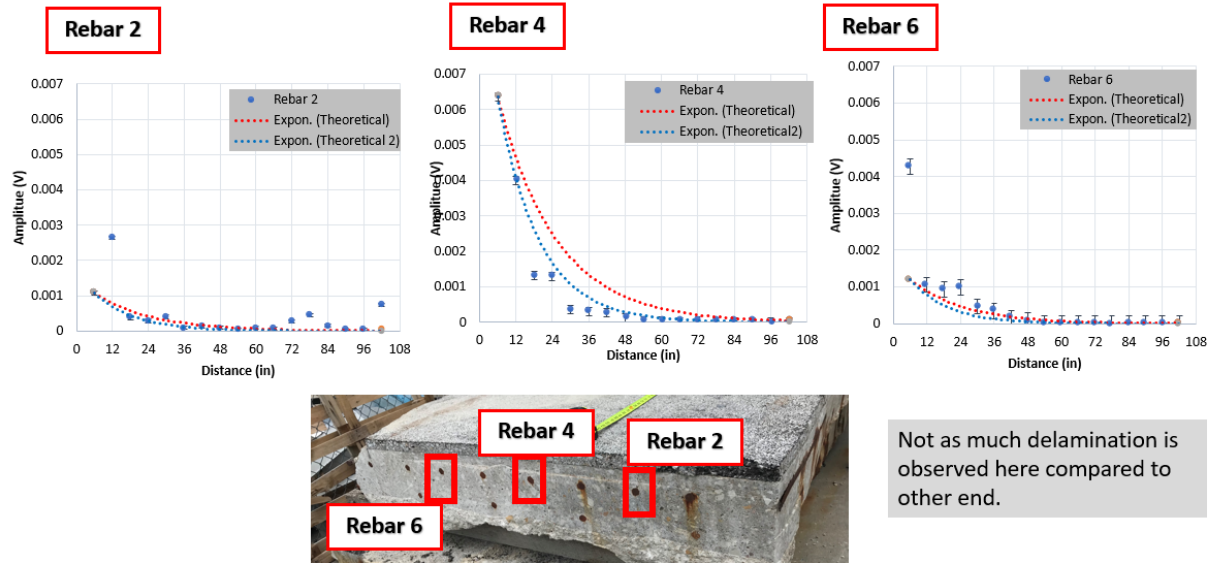 Rebar 2
Rebar 4
Rebar 6
0.007
0.006
0.005
0.004
0.003
0.002
0.001
0
0
12
24
36
48
60
72
84
96
108
Amplitue (V)
Distance (in)
Rebar 2
Expon. (Theoretical)
Expon. (Theoretical 2)
0.007
0.006
0.005
0.004
0.003
0.002
0.001
0
0
12
24
36
48
60
72
84
96
108
Amplitue (V)
Distance (in)
Rebar 4
Expon. (Theoretical)
Expon. (Theoretical2)
0.007
0.006
0.005
0.004
0.003
0.002
0.001
0
0
12
24
36
48
60
72
84
96
108
Amplitue (V)
Distance (in)
Rebar 6
Expon. (Theoretical)
Expon. (Theoretical2)
Rebar 4
Rebar 2
Rebar 6
Not as much delamination is
observed here compared to
other end.